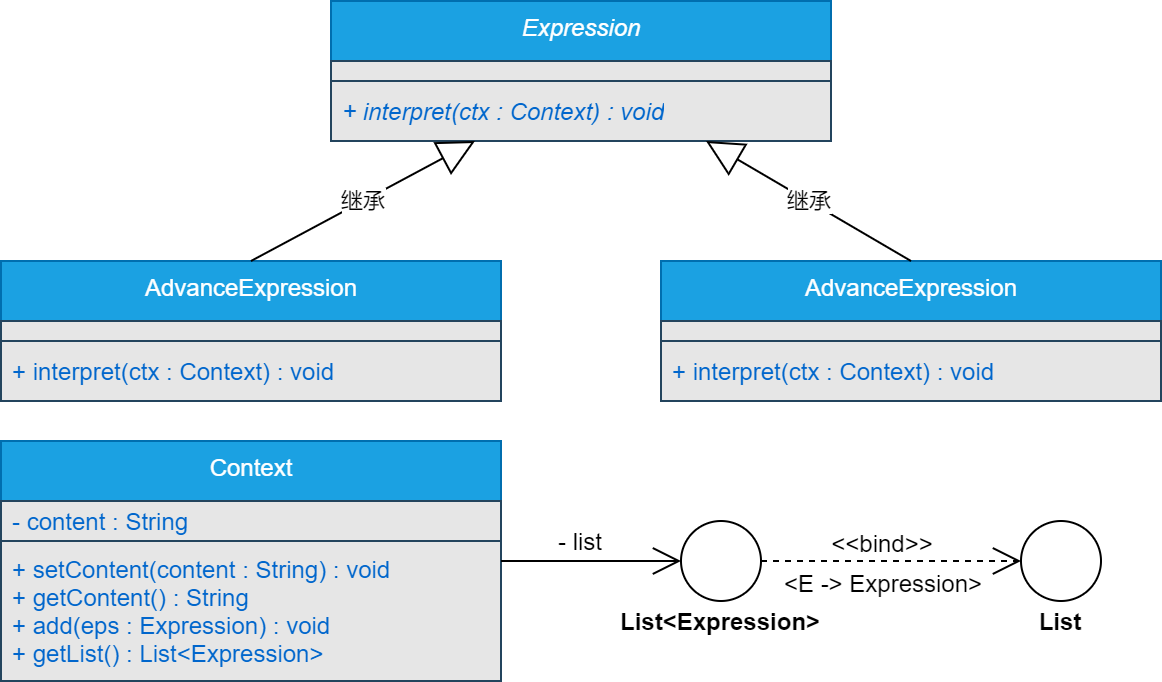 Expression
+ interpret(ctx : Context) : void
继承
继承
AdvanceExpression
+ interpret(ctx : Context) : void
AdvanceExpression
+ interpret(ctx : Context) : void
Context
- content : String
+ setContent(content : String) : void
+ getContent() : String
+ add(eps : Expression) : void
+ getList() : List<Expression>
- list
List<Expression>
<<bind>>
<E -> Expression>
List